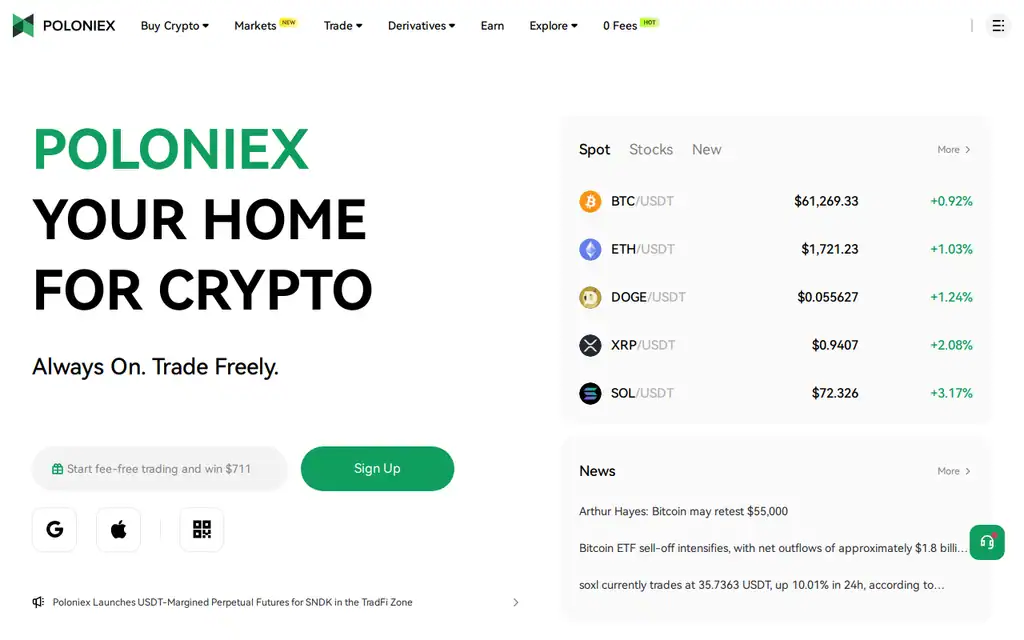 POLONIEX Buy Crypto Markets NEW Trade Derivatives Earn Explore 0 Fees HOT
POLONIEX
YOUR HOME
FOR CRYPTO
Always On. Trade Freely.
Start fee-free trading and win $711 Sign Up
Poloniex Launches USDT-Margined Perpetual Futures for SNDK in the TradFi Zone
Spot Stocks New More
BTC/USDT $61,269.33 +0.92%
ETH/USDT $1,721.23 +1.03%
DOGE/USDT $0.055627 +1.24%
XRP/USDT $0.9407 +2.08%
SOL/USDT $72.326 +3.17%
News More
Arthur Hayes: Bitcoin may retest $55,000
Bitcoin ETF sell-off intensifies, with net outflows of approximately $1.8 billi...
soxl currently trades at 35.7363 USDT, up 10.01% in 24h, according to...